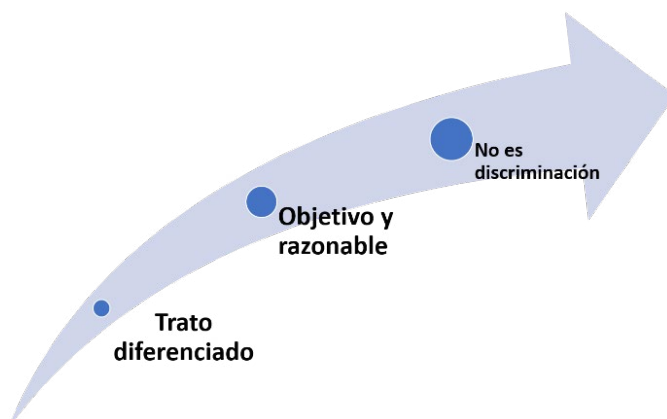 Trato
diferenciado
Objetivo y
razonable
No es
discriminación